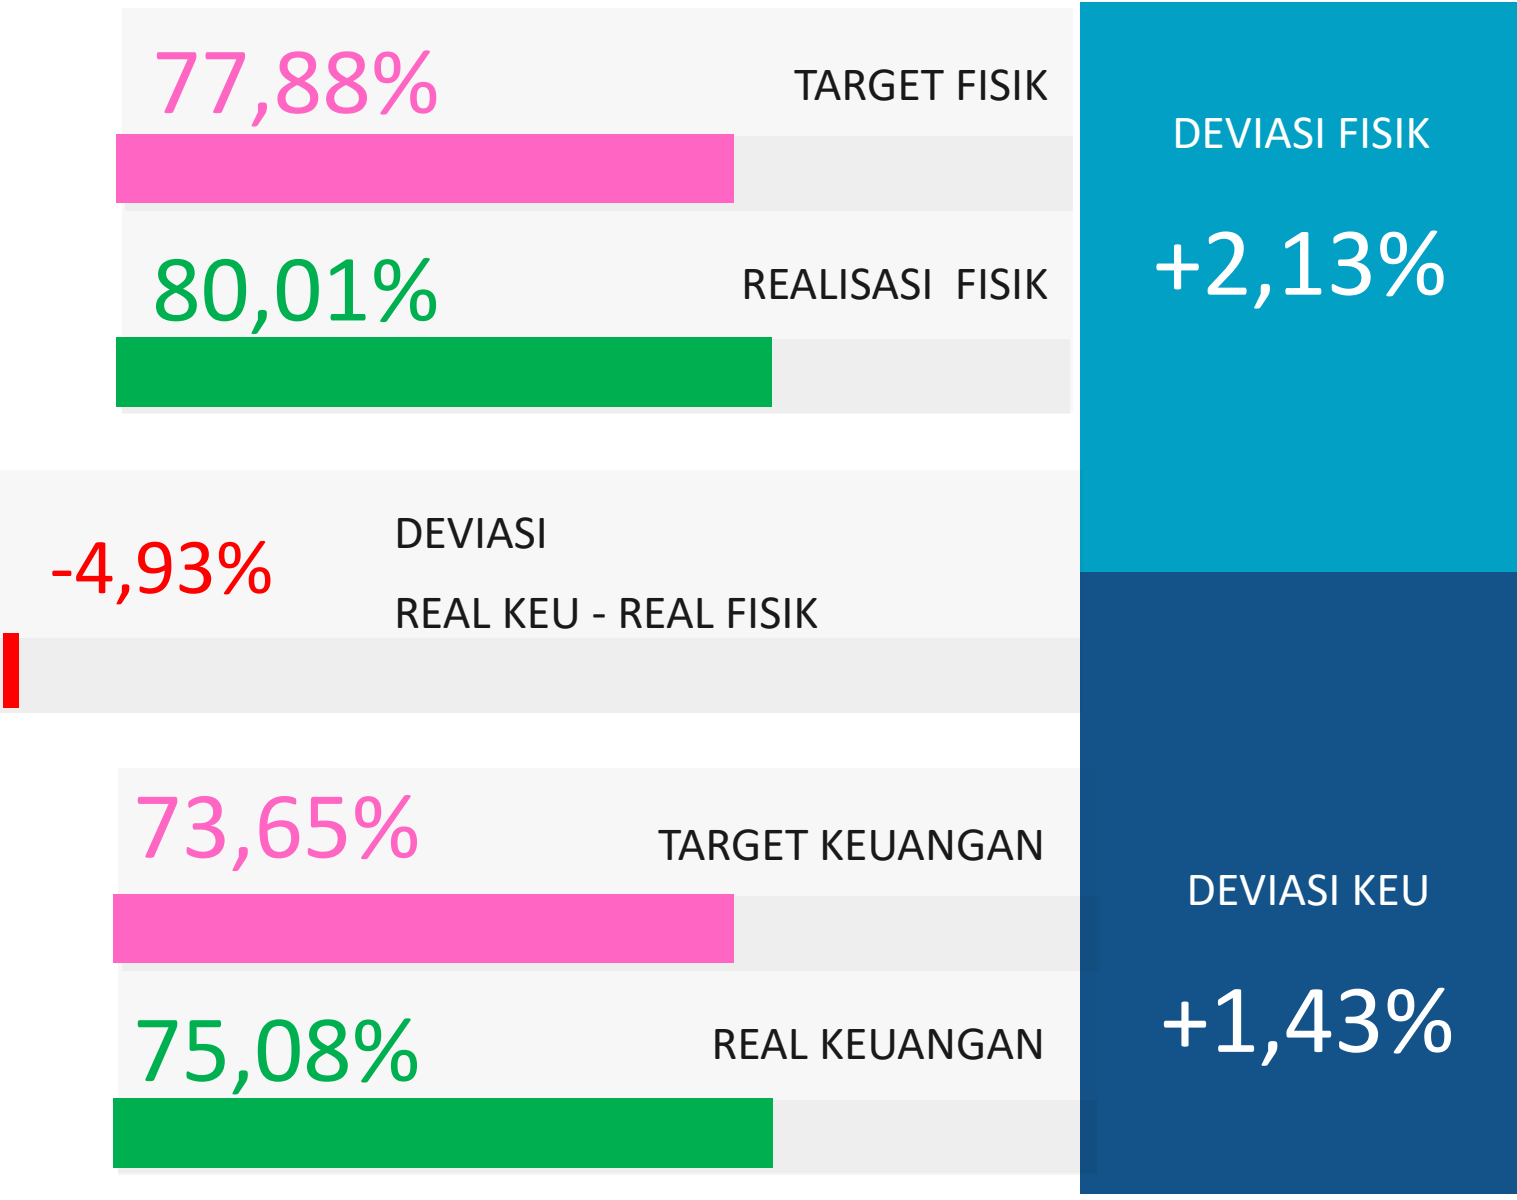 77,88%
TARGET FISIK
80,01%
REALISASI  FISIK
DEVIASI FISIK
+2,13%
-4,93%
DEVIASI
REAL KEU - REAL FISIK
73,65%
TARGET KEUANGAN
75,08%
REAL KEUANGAN
DEVIASI KEU
+1,43%